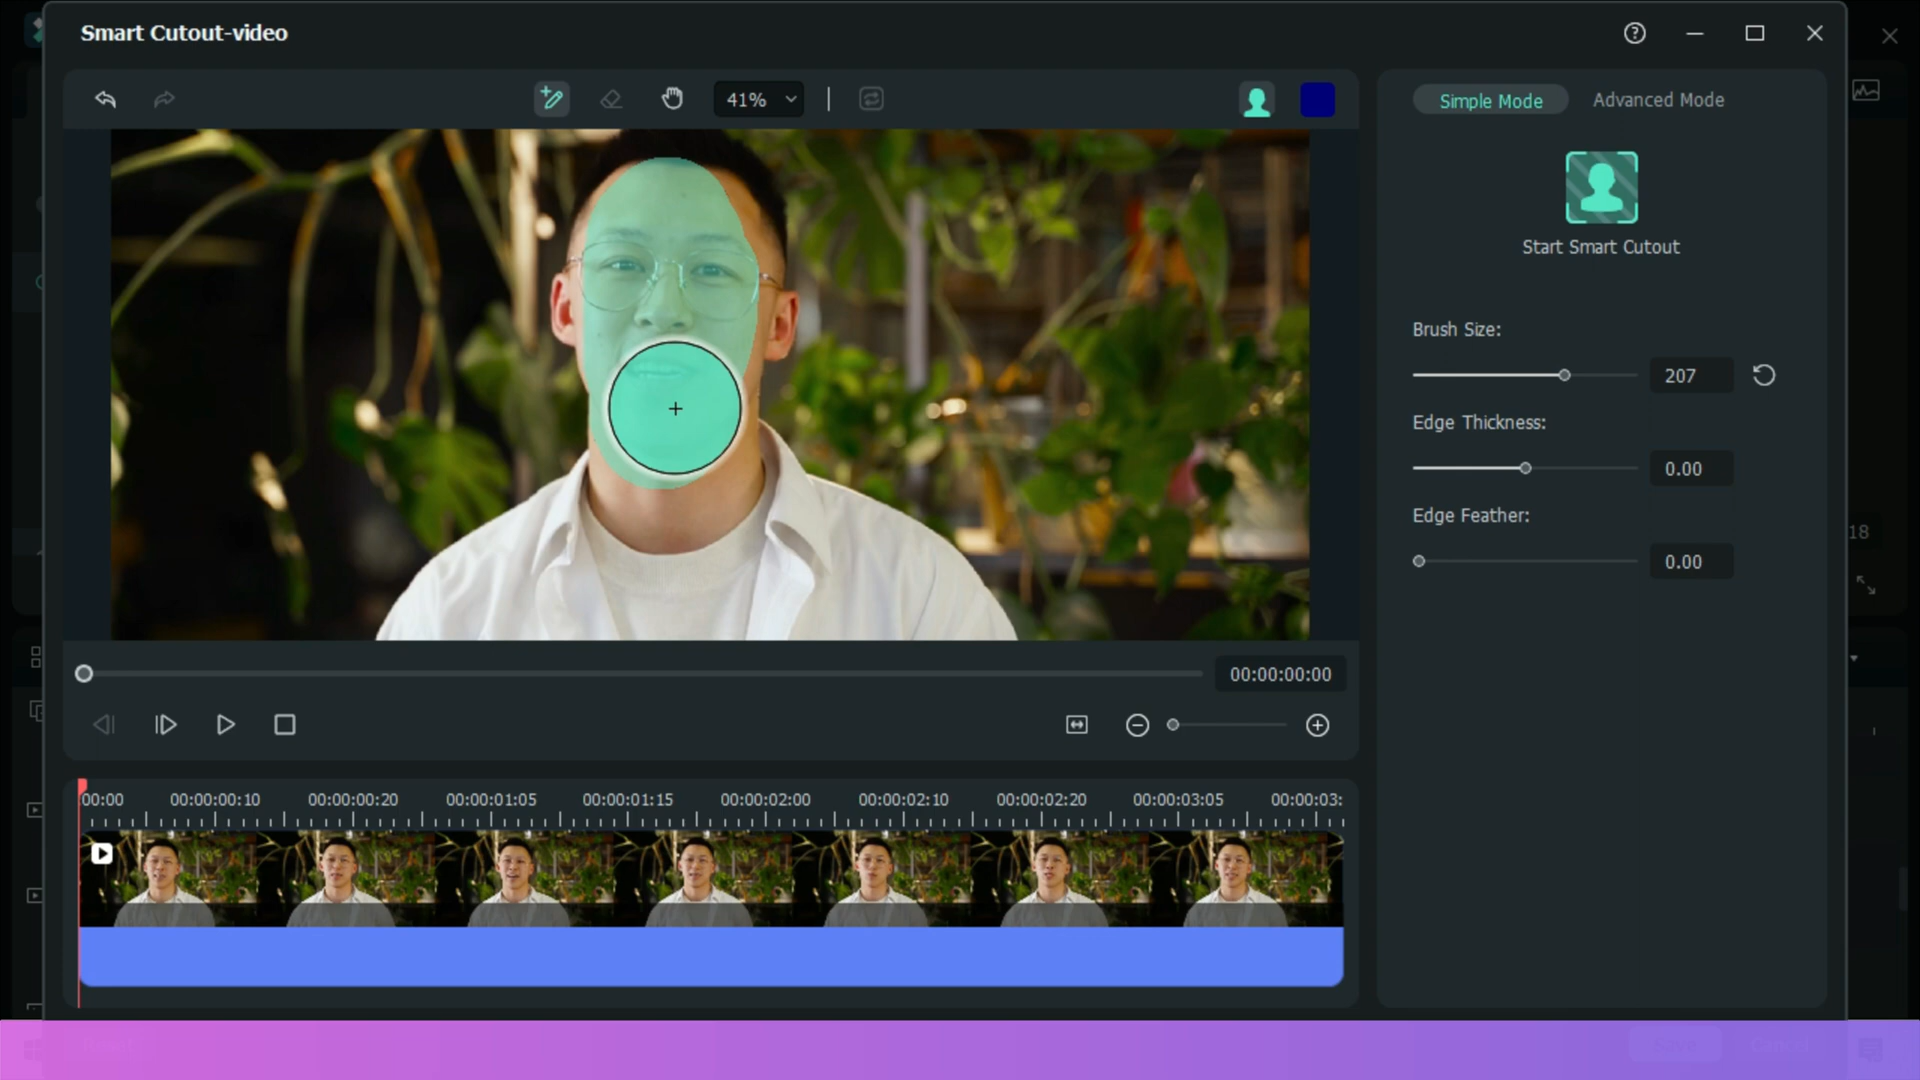 Smart Cutout-video
41%
Simple Mode
Advanced Mode
Start Smart Cutout
Brush Size:
207
Edge Thickness:
0.00
Edge Feather:
0.00
18
00:00:00:00
00:00
00:00:00:10
00:00:00:20
00:00:01:05
00:00:01:15
00:00:02:00
00:00:02:10
00:00:02:20
00:00:03:05
00:00:03: